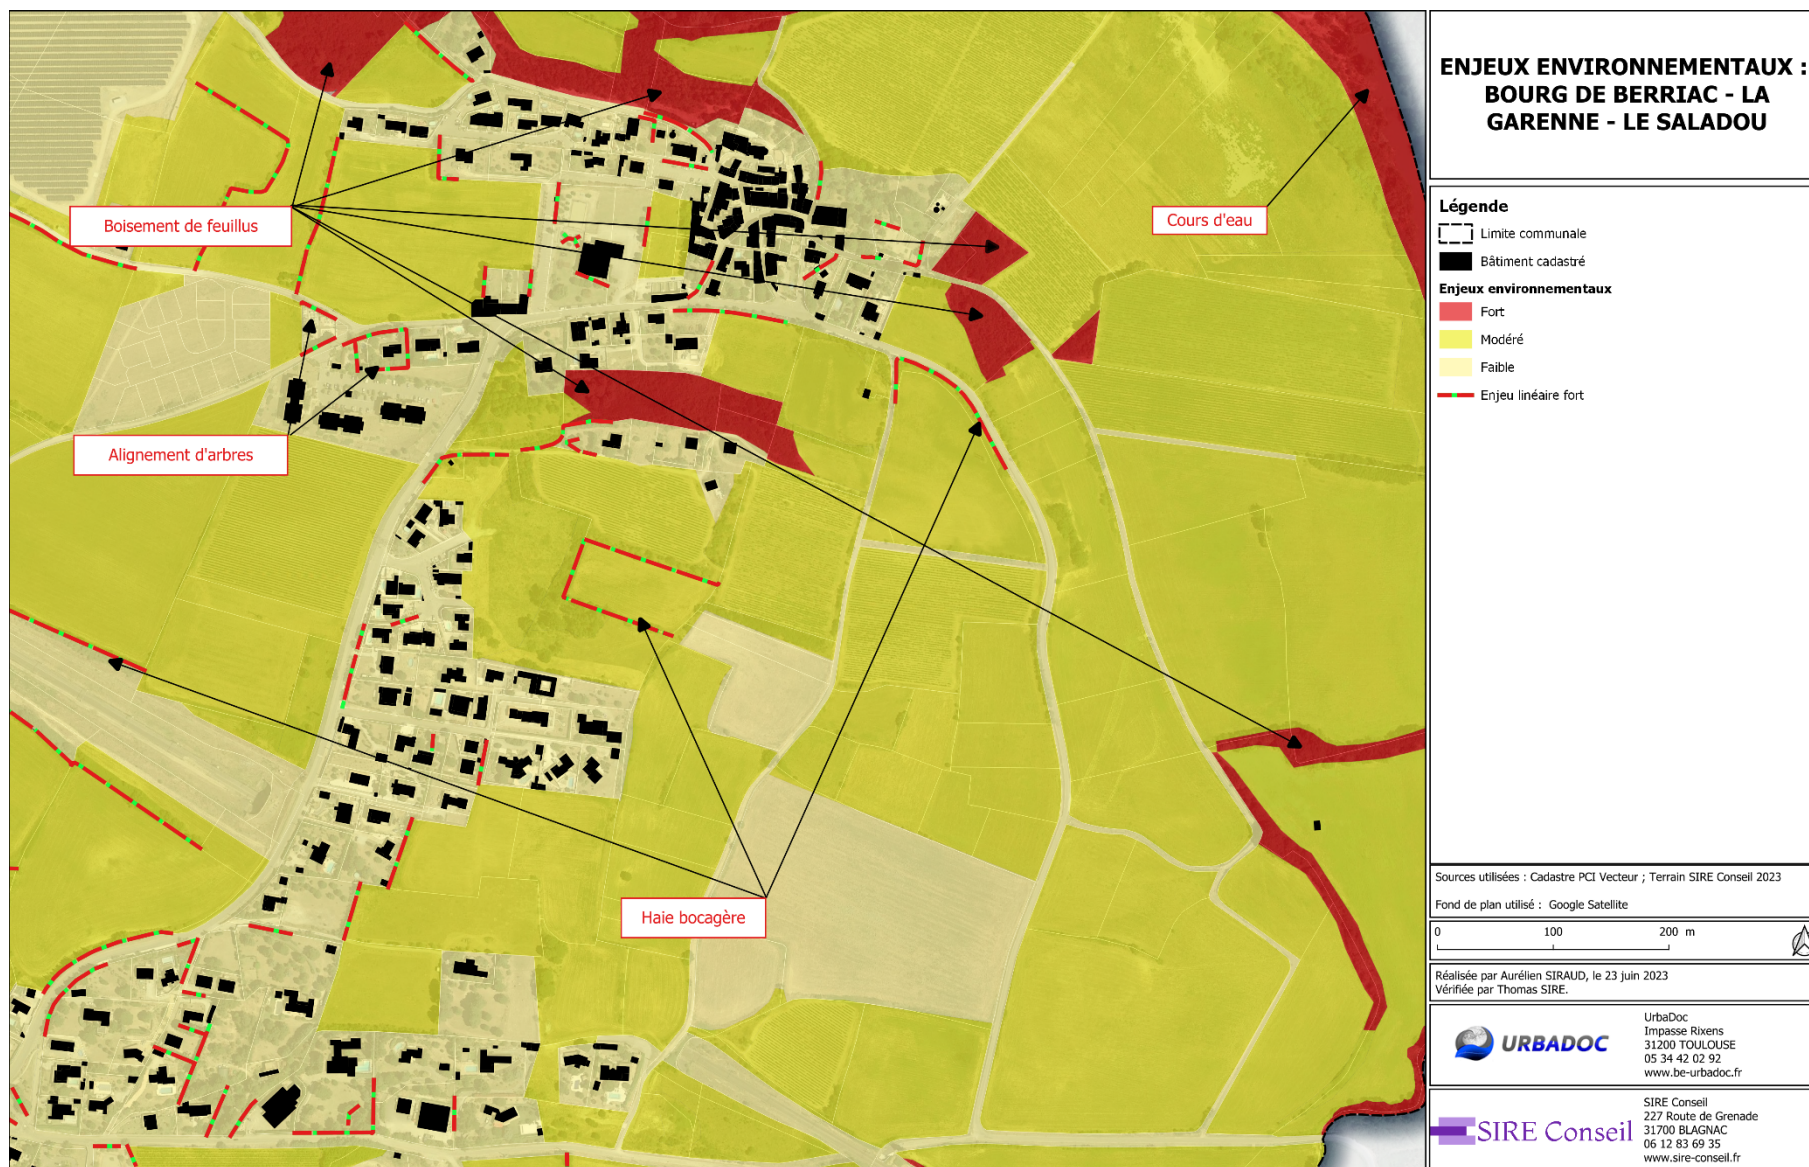 ENJEUX ENVIRONNEMENTAUX :
BOURG DE BERRIAC - LA
GARENNE - LE SALADOU
Boisement de feuillus
Cours d'eau
Alignement d'arbres
Haie bocagère
Légende
Limite communale
Bâtiment cadastré
Enjeux environnementaux
Fort
Modéré
Faible
Enjeu linéaire fort
Sources utilisées : Cadastre PCI Vecteur ; Terrain SIRE Conseil 2023
Fond de plan utilisé : Google Satellite
0 100 200 m
Réalisée par Aurélien SIRAUD, le 23 juin 2023
Vérifiée par Thomas SIRE.
URBADOC
UrbaDoc
Impasse Rixens
31200 TOULOUSE
05 34 42 02 92
www.be-urbadoc.fr
SIRE Conseil
SIRE Conseil
227 Route de Grenade
31700 BLAGNAC
06 12 83 69 35
www.sire-conseil.fr